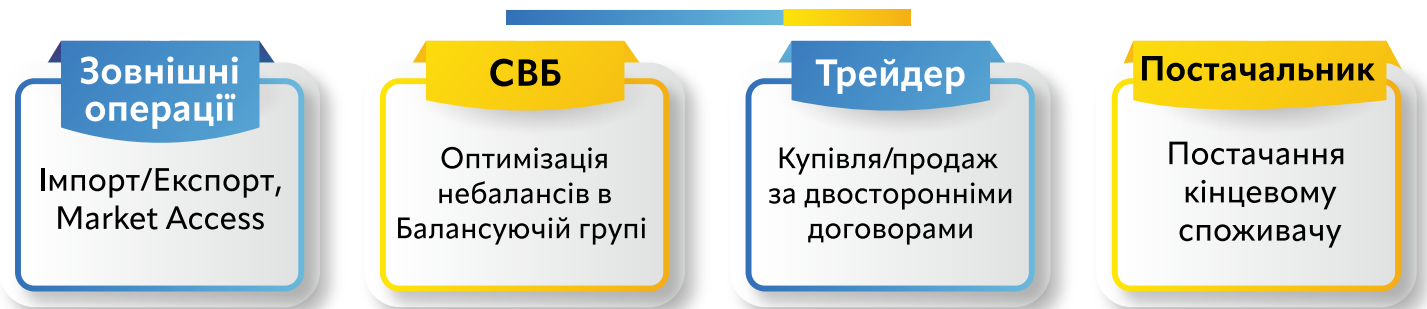 Зовнішні
операції
Імпорт/Експорт,
Market Access
СВБ
Оптимізація
небалансів в
Балансуючій групі
Трейдер
Купівля/продаж
за двосторонніми
договорами
Постачальник
Постачання
кінцевому
споживачу